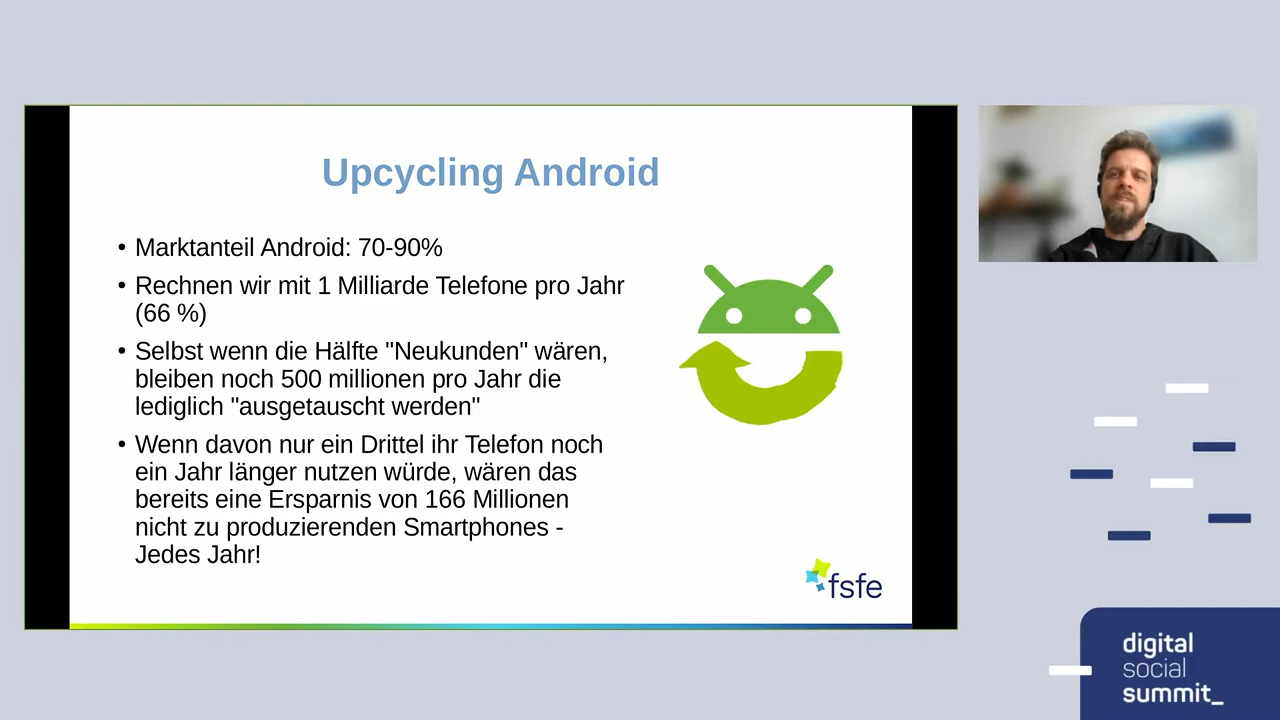 Upcycling Android
• Marktanteil Android: 70-90%
• Rechnen wir mit 1 Milliarde Telefone pro Jahr
(66 %)
• Selbst wenn die Hälfte "Neukunden" wären,
bleiben noch 500 millionen pro Jahr die
lediglich "ausgetauscht werden"
• Wenn davon nur ein Drittel ihr Telefon noch
ein Jahr länger nutzen würde, wären das
bereits eine Ersparnis von 166 Millionen
nicht zu produzierenden Smartphones -
Jedes Jahr!
fsfe
digital
social
summit_